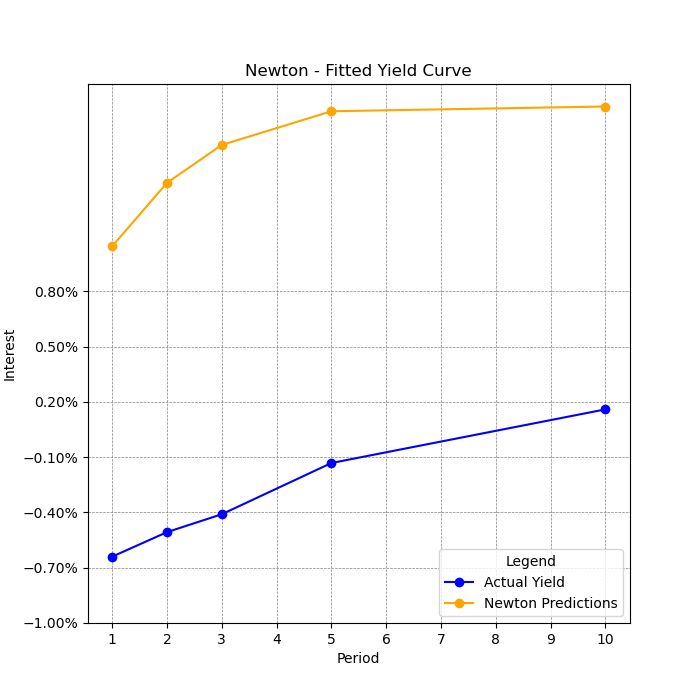 Newton - Fitted Yield Curve
Interest
0.80%
0.50%
0.20%
−0.10%
−0.40%
−0.70%
−1.00%
1 2 3 4 5 6 7 8 9 10
Period
Legend
Actual Yield
Newton Predictions